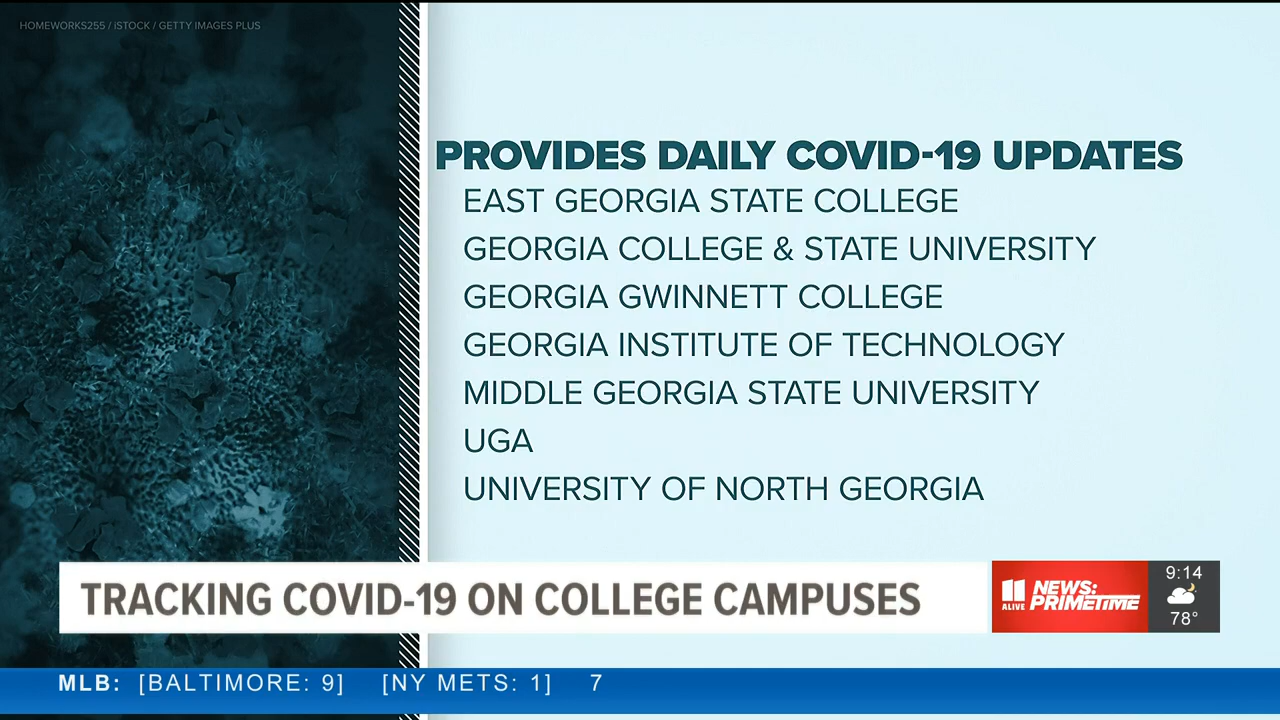 HOMEWORKS255 / iSTOCK / GETTY IMAGES PLUS
PROVIDES DAILY COVID-19 UPDATES
EAST GEORGIA STATE COLLEGE
GEORGIA COLLEGE & STATE UNIVERSITY
GEORGIA GWINNETT COLLEGE
GEORGIA INSTITUTE OF TECHNOLOGY
MIDDLE GEORGIA STATE UNIVERSITY
UGA
UNIVERSITY OF NORTH GEORGIA
TRACKING COVID-19 ON COLLEGE CAMPUSES
11 ALIVE NEWS: PRIMETIME
9:14
78°
MLB: [BALTIMORE: 9] [NY METS: 1] 7